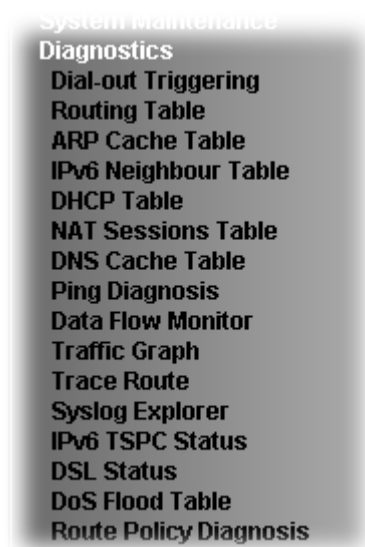 System Maintenance
Diagnostics
Dial-out Triggering
Routing Table
ARP Cache Table
IPv6 Neighbour Table
DHCP Table
NAT Sessions Table
DNS Cache Table
Ping Diagnosis
Data Flow Monitor
Traffic Graph
Trace Route
Syslog Explorer
IPv6 TSPC Status
DSL Status
DoS Flood Table
Route Policy Diagnosis